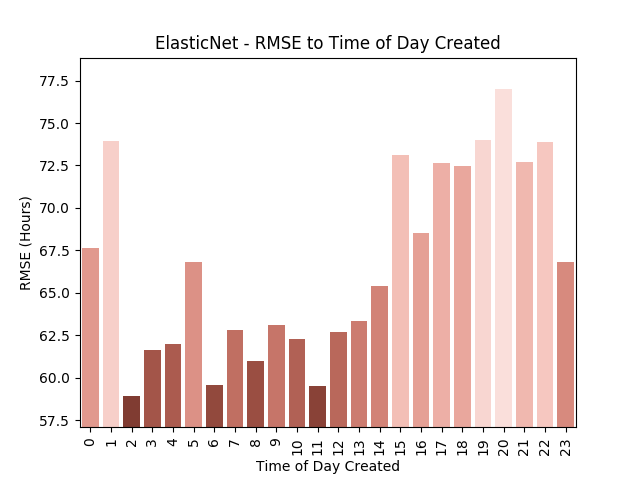 ElasticNet - RMSE to Time of Day Created
77.5
75.0
72.5
70.0
67.5
65.0
62.5
60.0
57.5
RMSE (Hours)
0 1 2 3 4 5 6 7 8 9 10 11 12 13 14 15 16 17 18 19 20 21 22 23
Time of Day Created